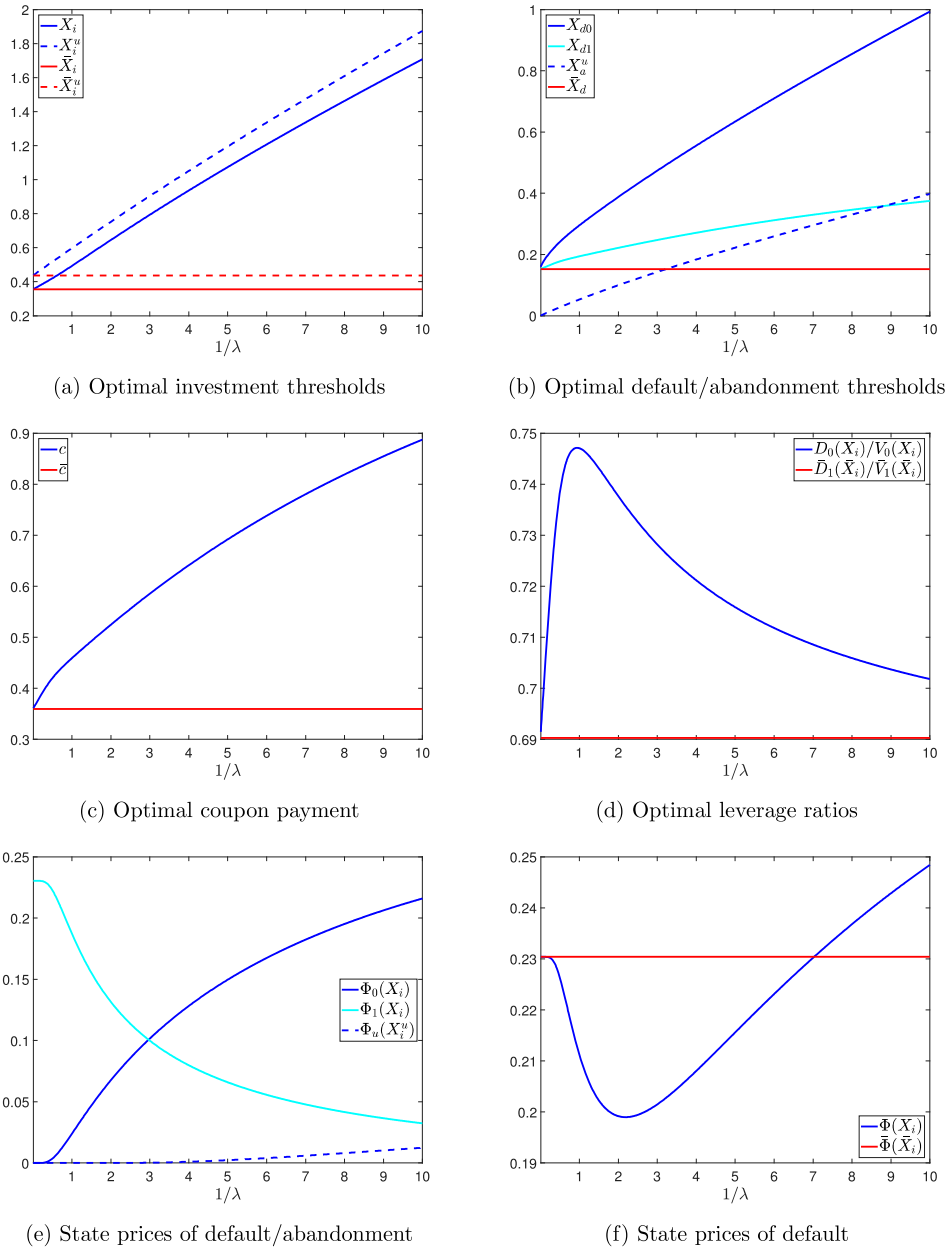 2
1.8
1.6
1.4
1.2
1
0.8
0.6
0.4
0.2
X_i
X_i^u
X̄_i
X̄_i^u
1 2 3 4 5 6 7 8 9 10
1/λ
(a) Optimal investment thresholds
1
0.8
0.6
0.4
0.2
0
X_{d0}
X_{d1}
X_a^u
X̄_d
1 2 3 4 5 6 7 8 9 10
1/λ
(b) Optimal default/abandonment thresholds
0.9
0.8
0.7
0.6
0.5
0.4
0.3
c
c̄
1 2 3 4 5 6 7 8 9 10
1/λ
(c) Optimal coupon payment
0.75
0.74
0.73
0.72
0.71
0.7
0.69
D_0(X_i)/V_0(X_i)
D̄_1(X̄_i)/V̄_1(X̄_i)
1 2 3 4 5 6 7 8 9 10
1/λ
(d) Optimal leverage ratios
0.25
0.2
0.15
0.1
0.05
0
Φ_0(X_i)
Φ_1(X_i)
Φ_u(X_i^u)
1 2 3 4 5 6 7 8 9 10
1/λ
(e) State prices of default/abandonment
0.25
0.24
0.23
0.22
0.21
0.2
0.19
Φ(X_i)
Φ̄(X̄_i)
1 2 3 4 5 6 7 8 9 10
1/λ
(f) State prices of default